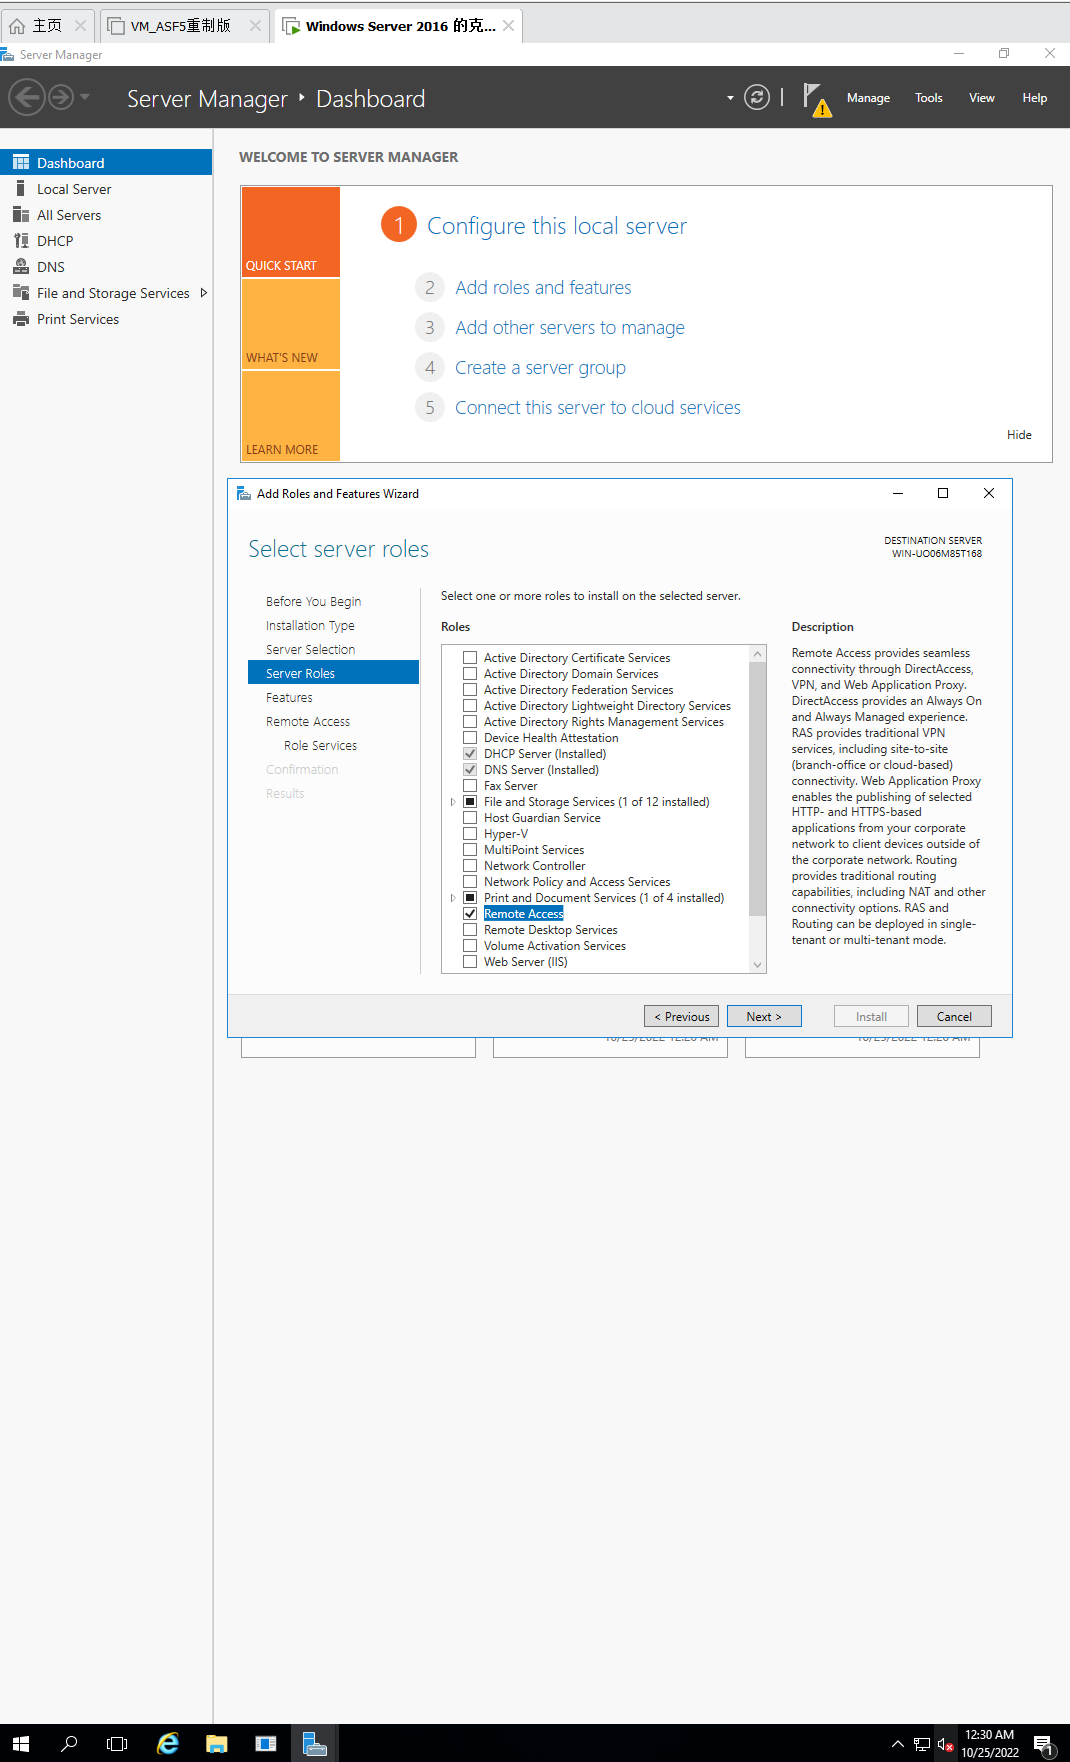 主页
VM_ASF5重制版
Windows Server 2016 的克...
Server Manager
Server Manager
Dashboard
Manage
Tools
View
Help
Dashboard
Local Server
All Servers
DHCP
DNS
File and Storage Services
Print Services
WELCOME TO SERVER MANAGER
QUICK START
WHAT'S NEW
LEARN MORE
1 Configure this local server
2 Add roles and features
3 Add other servers to manage
4 Create a server group
5 Connect this server to cloud services
Hide
Add Roles and Features Wizard
Select server roles
DESTINATION SERVER
WIN-UO06M85T168
Before You Begin
Installation Type
Server Selection
Server Roles
Features
Remote Access
Role Services
Confirmation
Results
Select one or more roles to install on the selected server.
Roles
Active Directory Certificate Services
Active Directory Domain Services
Active Directory Federation Services
Active Directory Lightweight Directory Services
Active Directory Rights Management Services
Device Health Attestation
DHCP Server (Installed)
DNS Server (Installed)
Fax Server
File and Storage Services (1 of 12 installed)
Host Guardian Service
Hyper-V
MultiPoint Services
Network Controller
Network Policy and Access Services
Print and Document Services (1 of 4 installed)
Remote Access
Remote Desktop Services
Volume Activation Services
Web Server (IIS)
Description
Remote Access provides seamless
connectivity through DirectAccess,
VPN, and Web Application Proxy.
DirectAccess provides an Always On
and Always Managed experience.
RAS provides traditional VPN
services, including site-to-site
(branch-office or cloud-based)
connectivity. Web Application Proxy
enables the publishing of selected
HTTP- and HTTPS-based
applications from your corporate
network to client devices outside of
the corporate network. Routing
provides traditional routing
capabilities, including NAT and other
connectivity options. RAS and
Routing can be deployed in single-
tenant or multi-tenant mode.
< Previous
Next >
Install
Cancel
12:30 AM
10/25/2022
1